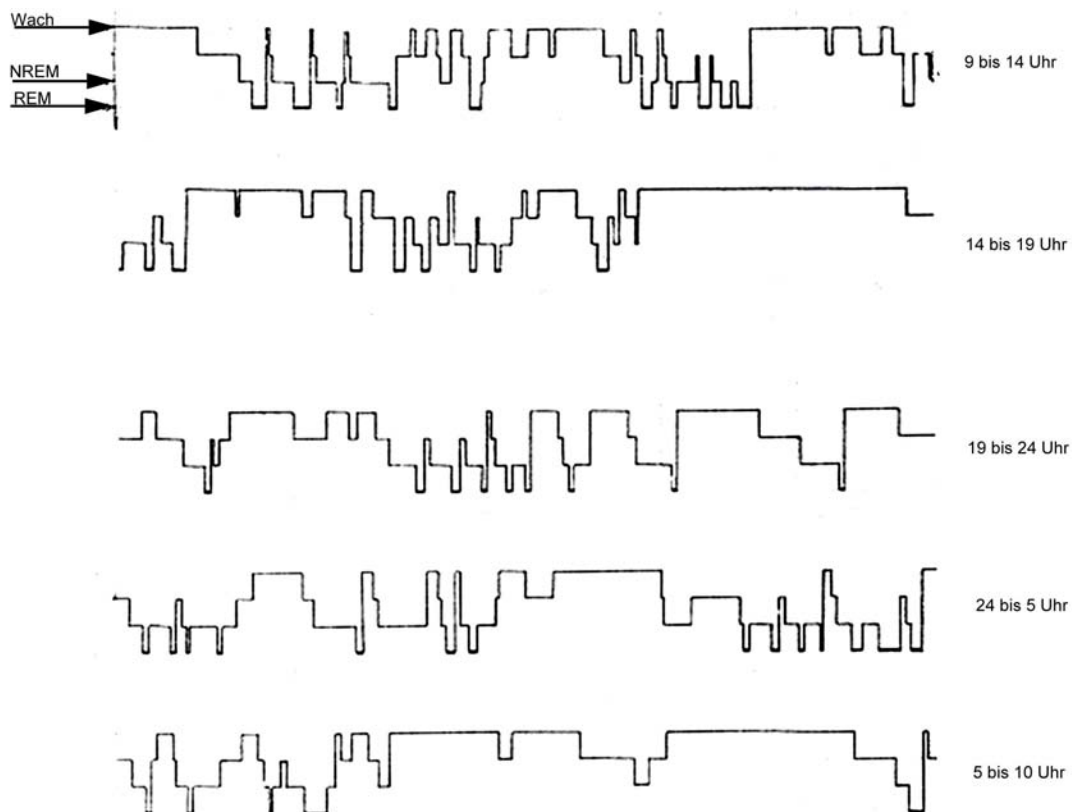 Wach
NREM
REM
9 bis 14 Uhr
14 bis 19 Uhr
19 bis 24 Uhr
24 bis 5 Uhr
5 bis 10 Uhr